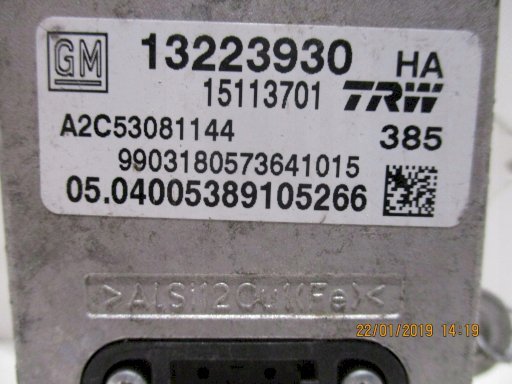 GM 13223930 HA
15113701 TRW
A2C53081144 385
9903180573641015
05.04005389105266
>AlSi12Cu1(Fe)<
22/01/2019 14:19